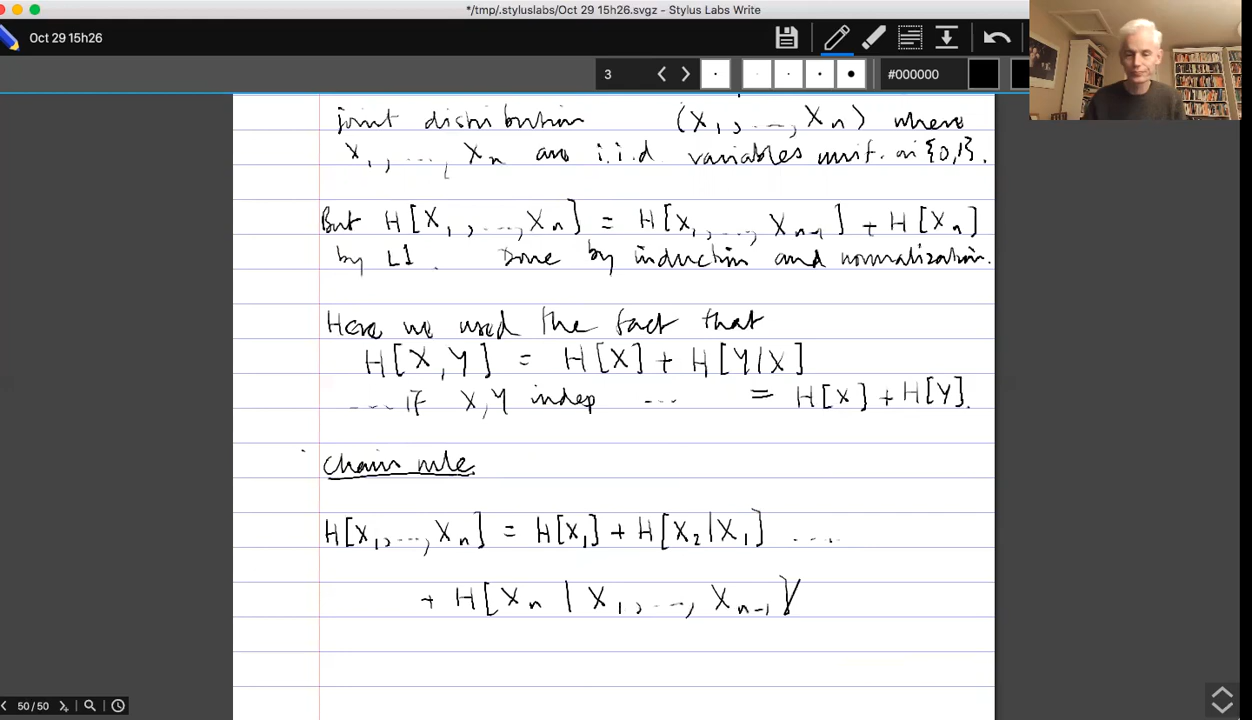 */tmp/.styluslabs/Oct 29 15h26.svgz - Stylus Labs Write
Oct 29 15h26
3
#000000
joint distribution (X₁, ..., Xₙ) where
X₁, ..., Xₙ are i.i.d variables unif. on {0,1}.
But H[X₁, ..., Xₙ] = H[X₁, ..., Xₙ₋₁] + H[Xₙ]
by L1. Done by induction and normalization.
Here we used the fact that
H[X,Y] = H[X] + H[Y|X]
.... if X,Y indep ... = H[X] + H[Y].
Chain rule
H[X₁, ..., Xₙ] = H[X₁] + H[X₂|X₁] ....
+ H[Xₙ | X₁, ..., Xₙ₋₁]
50/50